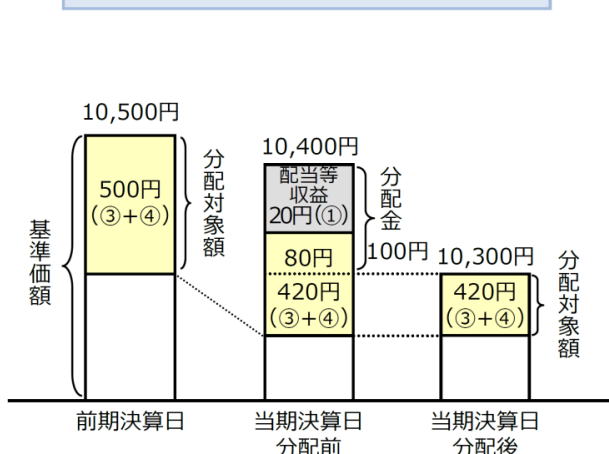 10,500円
500円
(③+④)
分配対象額
基準価額
前期決算日
10,400円
配当等
収益
20円(①)
80円
420円
(③+④)
分配金
100円
当期決算日
分配前
10,300円
420円
(③+④)
分配対象額
当期決算日
分配後